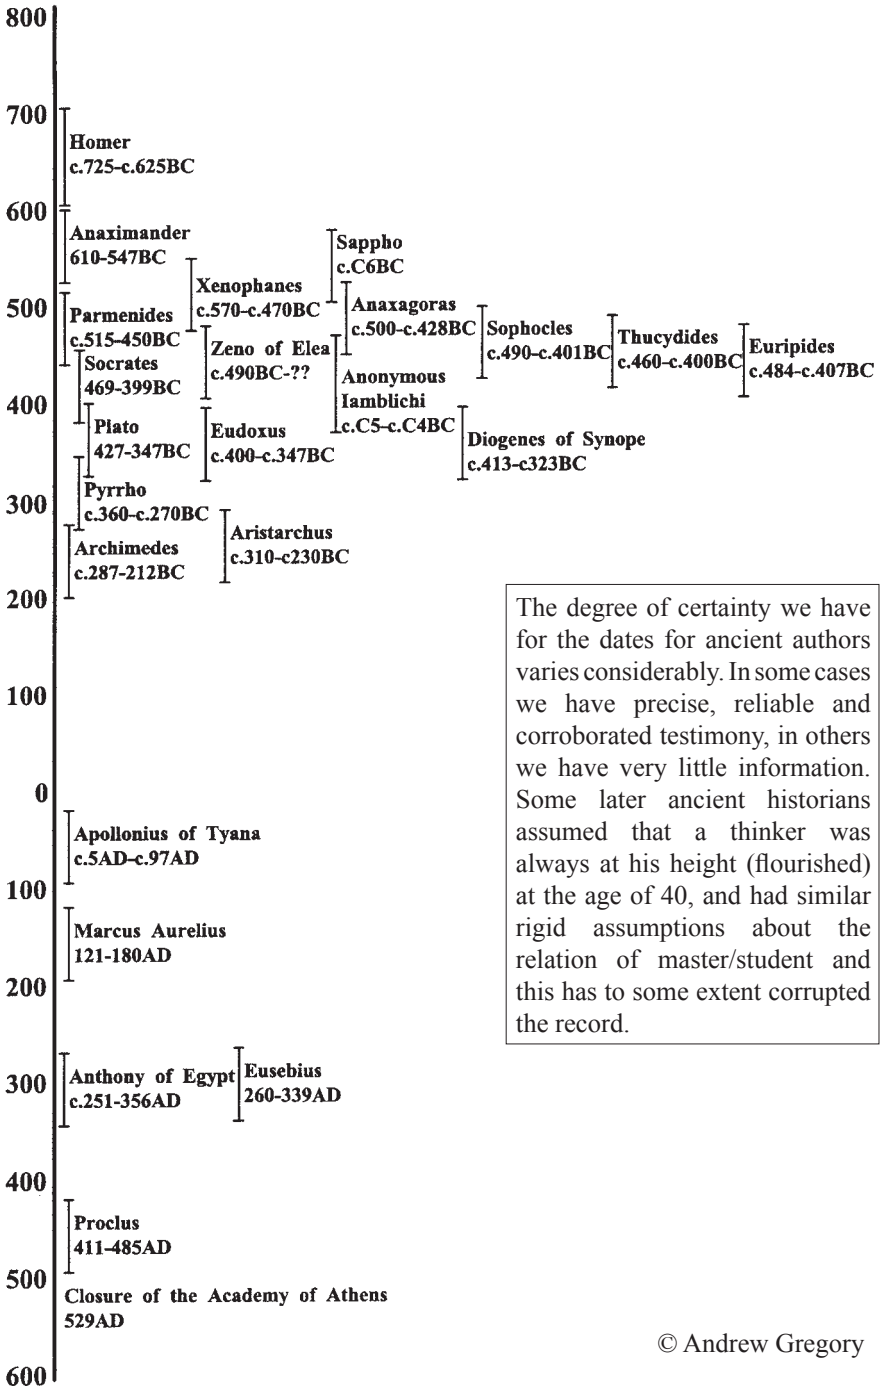 800
700
Homer
c.725-c.625BC
600
Anaximander
610-547BC
Sappho
c.C6BC
Xenophanes
c.570-c.470BC
500
Parmenides
c.515-450BC
Anaxagoras
c.500-c.428BC
Sophocles
c.490-c.401BC
Thucydides
c.460-c.400BC
Euripides
c.484-c.407BC
Socrates
469-399BC
Zeno of Elea
c.490BC-??
Anonymous
Iamblichi
c.C5-c.C4BC
400
Plato
427-347BC
Eudoxus
c.400-c.347BC
Diogenes of Synope
c.413-c323BC
Pyrrho
c.360-c.270BC
300
Archimedes
c.287-212BC
Aristarchus
c.310-c230BC
200
The degree of certainty we have
for the dates for ancient authors
varies considerably. In some cases
we have precise, reliable and
corroborated testimony, in others
we have very little information.
Some later ancient historians
assumed that a thinker was
always at his height (flourished)
at the age of 40, and had similar
rigid assumptions about the
relation of master/student and
this has to some extent corrupted
the record.
100
0
Apollonius of Tyana
c.5AD-c.97AD
100
Marcus Aurelius
121-180AD
200
Anthony of Egypt
c.251-356AD
Eusebius
260-339AD
300
400
Proclus
411-485AD
500
Closure of the Academy of Athens
529AD
600
© Andrew Gregory